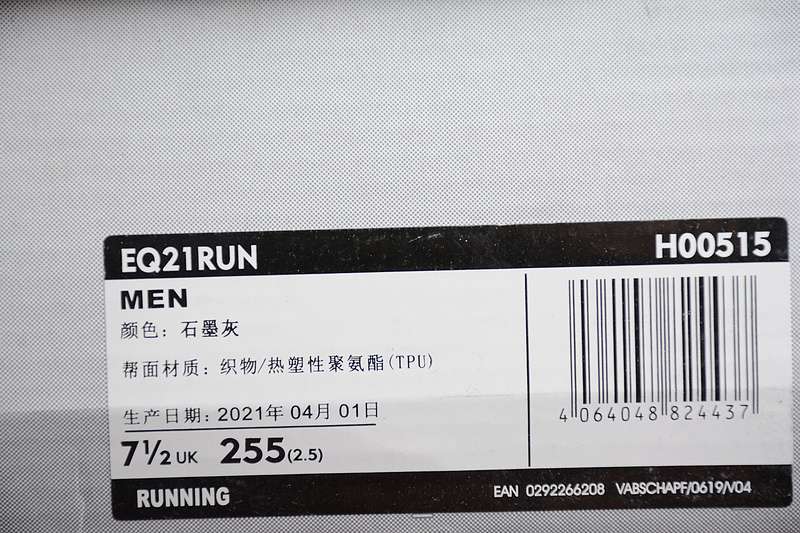 EQ21RUN H00515
MEN
颜色: 石墨灰
帮面材质: 织物/热塑性聚氨酯(TPU)
生产日期: 2021年 04月 01日
7½ UK 255(2.5)
4 064048 824437
RUNNING EAN 0292266208 VABSCHAPF/0619/V04